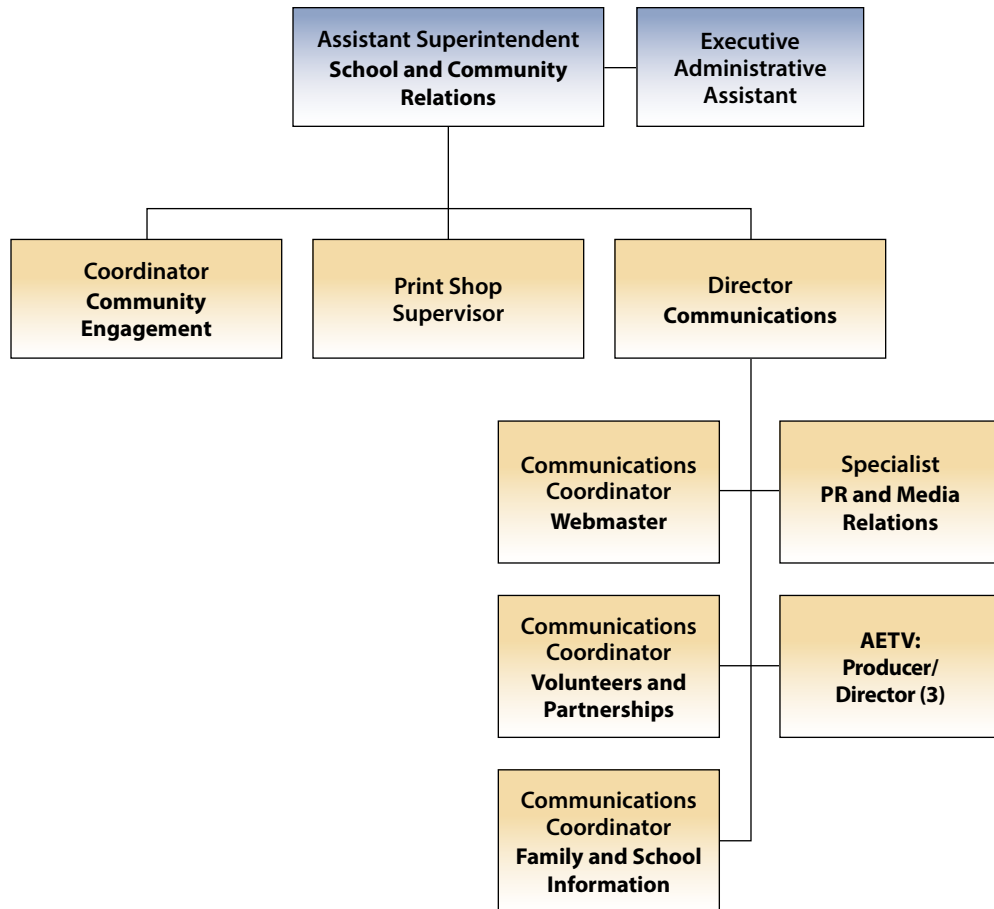 Assistant Superintendent
School and Community
Relations
Executive
Administrative
Assistant
Coordinator
Community
Engagement
Print Shop
Supervisor
Director
Communications
Communications
Coordinator
Webmaster
Specialist
PR and Media
Relations
Communications
Coordinator
Volunteers and
Partnerships
AETV:
Producer/
Director (3)
Communications
Coordinator
Family and School
Information